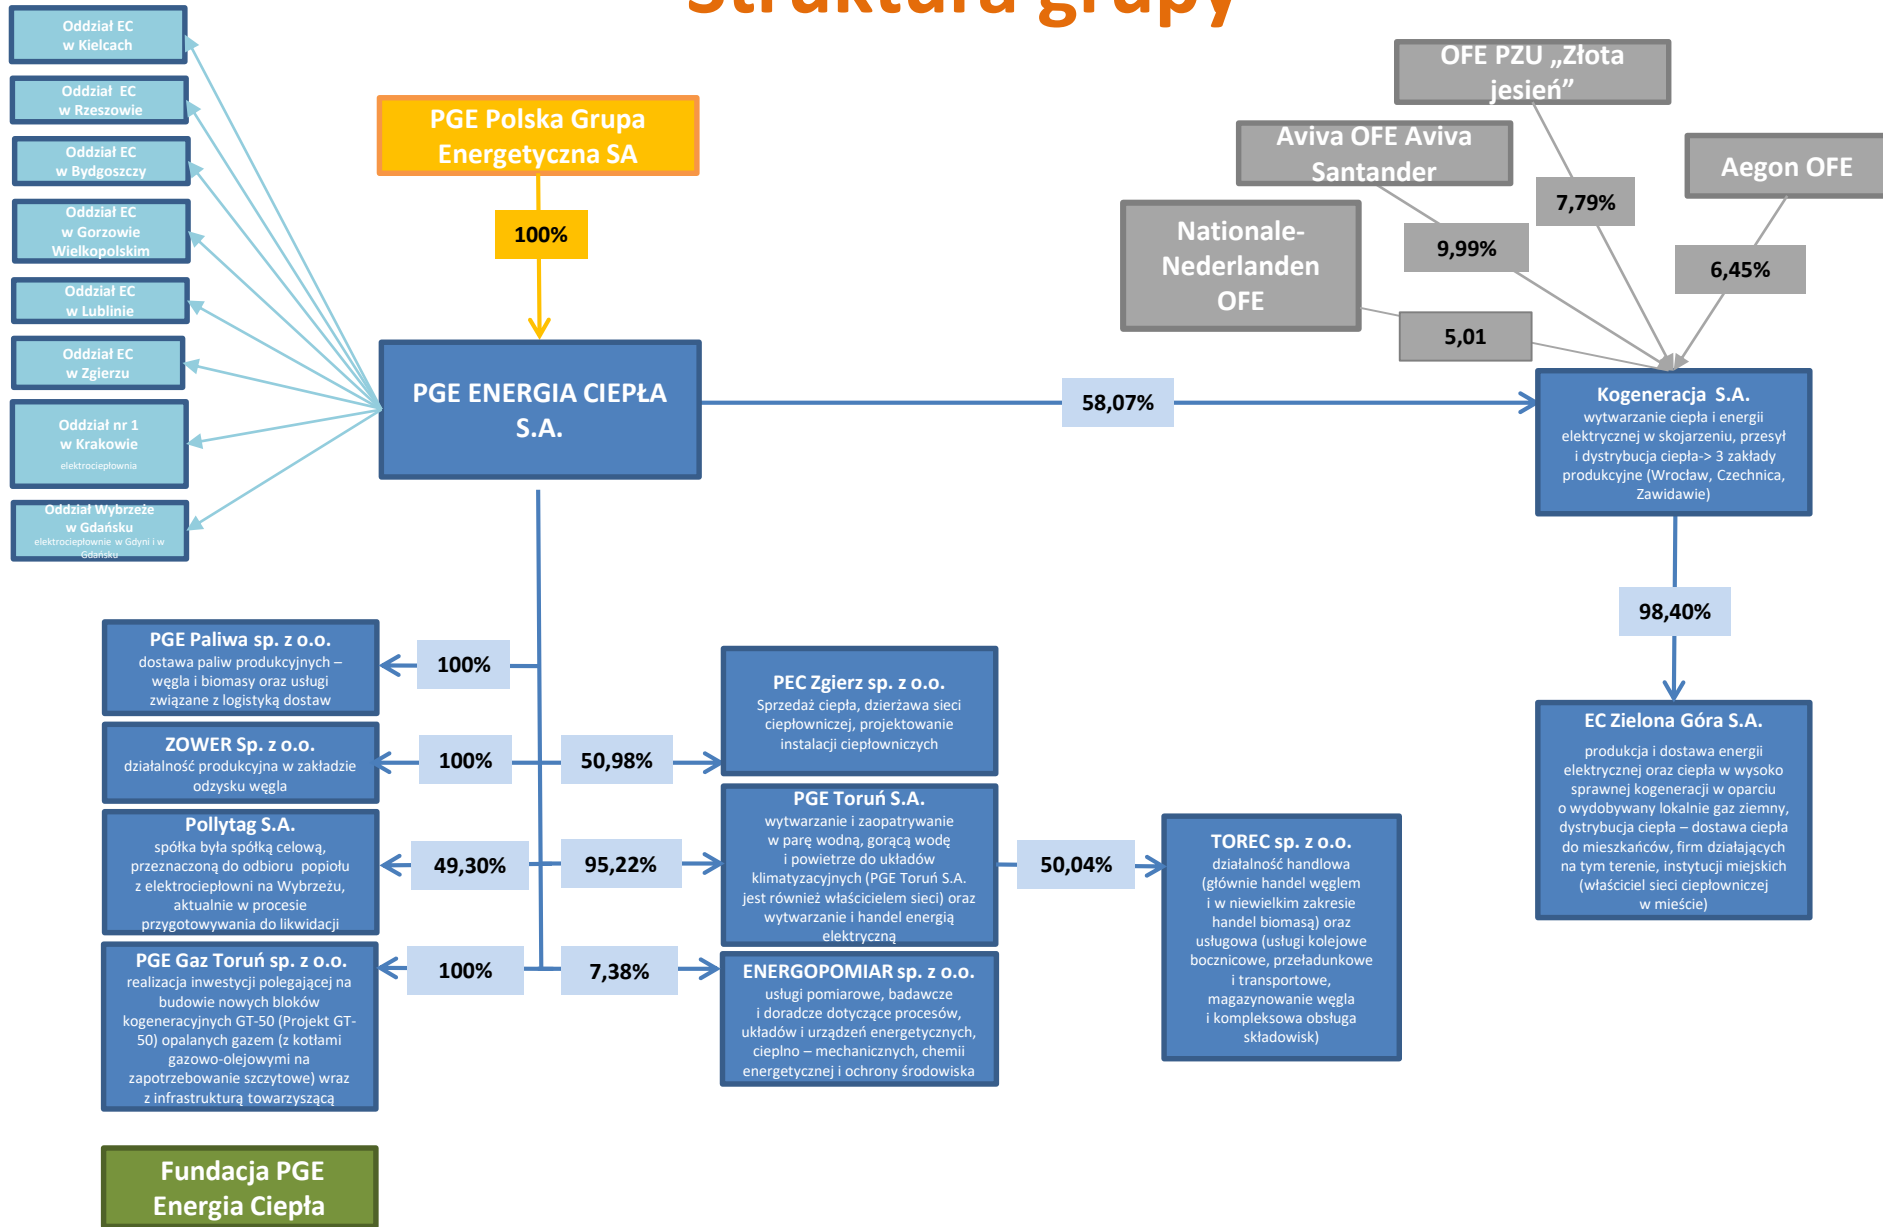 Struktura grupy
Oddział EC
w Kielcach
Oddział EC
w Rzeszowie
Oddział EC
w Bydgoszczy
Oddział EC
w Gorzowie
Wielkopolskim
Oddział EC
w Lublinie
Oddział EC
w Zgierzu
Oddział nr 1
w Krakowie
elektrociepłownia
Oddział Wybrzeże
w Gdańsku
elektrociepłownie w Gdyni i w
Gdańsku
PGE Polska Grupa
Energetyczna SA
100%
PGE ENERGIA CIEPŁA
S.A.
OFE PZU „Złota
jesień”
Aviva OFE Aviva
Santander
Aegon OFE
Nationale-
Nederlanden
OFE
7,79%
9,99%
6,45%
5,01
58,07%
Kogeneracja S.A.
wytwarzanie ciepła i energii
elektrycznej w skojarzeniu, przesył
i dystrybucja ciepła-> 3 zakłady
produkcyjne (Wrocław, Czechnica,
Zawidawie)
98,40%
EC Zielona Góra S.A.
produkcja i dostawa energii
elektrycznej oraz ciepła w wysoko
sprawnej kogeneracji w oparciu
o wydobywany lokalnie gaz ziemny,
dystrybucja ciepła – dostawa ciepła
do mieszkańców, firm działających
na tym terenie, instytucji miejskich
(właściciel sieci ciepłowniczej
w mieście)
PGE Paliwa sp. z o.o.
dostawa paliw produkcyjnych –
węgla i biomasy oraz usługi
związane z logistyką dostaw
100%
ZOWER Sp. z o.o.
działalność produkcyjna w zakładzie
odzysku węgla
100%
Pollytag S.A.
spółka była spółką celową,
przeznaczoną do odbioru popiołu
z elektrociepłowni na Wybrzeżu,
aktualnie w procesie
przygotowywania do likwidacji
49,30%
PGE Gaz Toruń sp. z o.o.
realizacja inwestycji polegającej na
budowie nowych bloków
kogeneracyjnych GT-50 (Projekt GT-
50) opalanych gazem (z kotłami
gazowo-olejowymi na
zapotrzebowanie szczytowe) wraz
z infrastrukturą towarzyszącą
100%
50,98%
PEC Zgierz sp. z o.o.
Sprzedaż ciepła, dzierżawa sieci
ciepłowniczej, projektowanie
instalacji ciepłowniczych
95,22%
PGE Toruń S.A.
wytwarzanie i zaopatrywanie
w parę wodną, gorącą wodę
i powietrze do układów
klimatyzacyjnych (PGE Toruń S.A.
jest również właścicielem sieci) oraz
wytwarzanie i handel energią
elektryczną
7,38%
ENERGOPOMIAR sp. z o.o.
usługi pomiarowe, badawcze
i doradcze dotyczące procesów,
układów i urządzeń energetycznych,
cieplno – mechanicznych, chemii
energetycznej i ochrony środowiska
50,04%
TOREC sp. z o.o.
działalność handlowa
(głównie handel węglem
i w niewielkim zakresie
handel biomasą) oraz
usługowa (usługi kolejowe
bocznicowe, przeładunkowe
i transportowe,
magazynowanie węgla
i kompleksowa obsługa
składowisk)
Fundacja PGE
Energia Ciepła